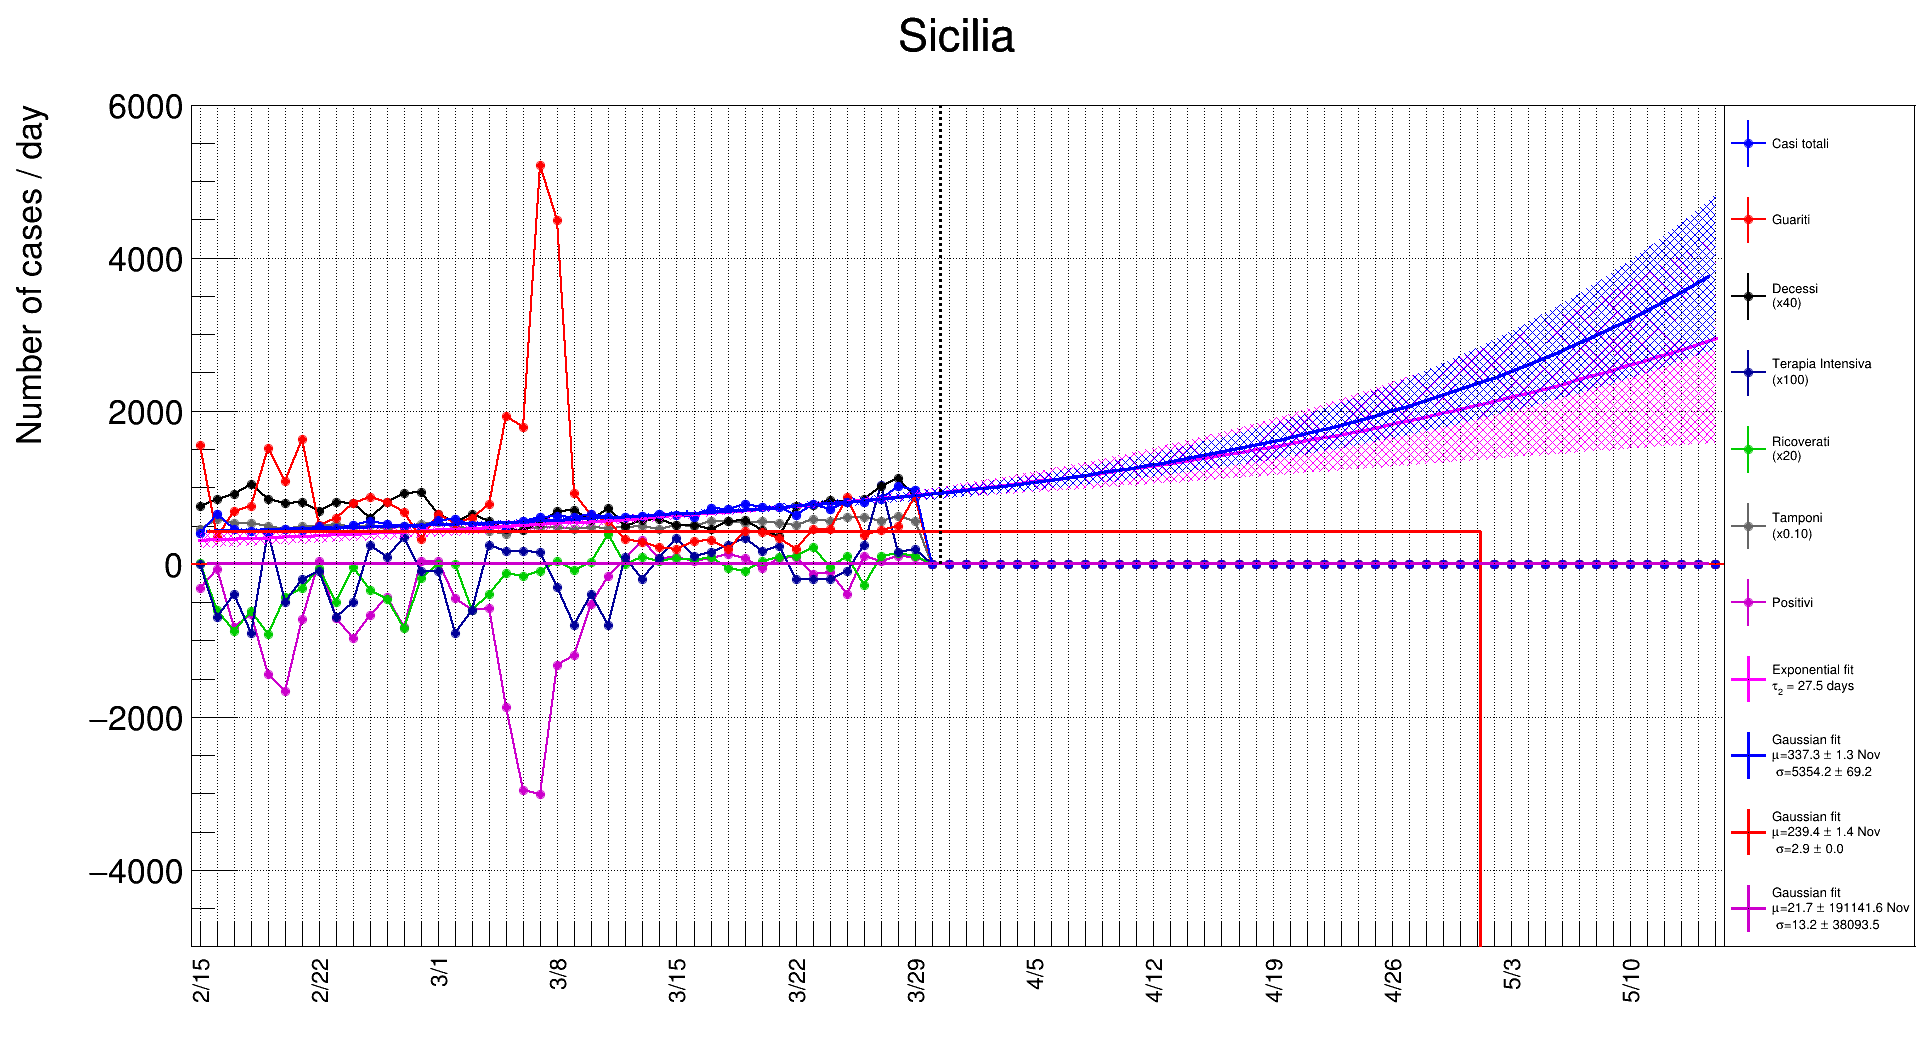 Sicilia
Number of cases / day
6000
4000
2000
0
−2000
−4000
2/15
2/22
3/1
3/8
3/15
3/22
3/29
4/5
4/12
4/19
4/26
5/3
5/10
Casi totali
Guariti
Decessi
(x40)
Terapia Intensiva
(x100)
Ricoverati
(x20)
Tamponi
(x0.10)
Positivi
Exponential fit
τ2 = 27.5 days
Gaussian fit
μ=337.3 ± 1.3 Nov
σ=5354.2 ± 69.2
Gaussian fit
μ=239.4 ± 1.4 Nov
σ=2.9 ± 0.0
Gaussian fit
μ=21.7 ± 191141.6 Nov
σ=13.2 ± 38093.5